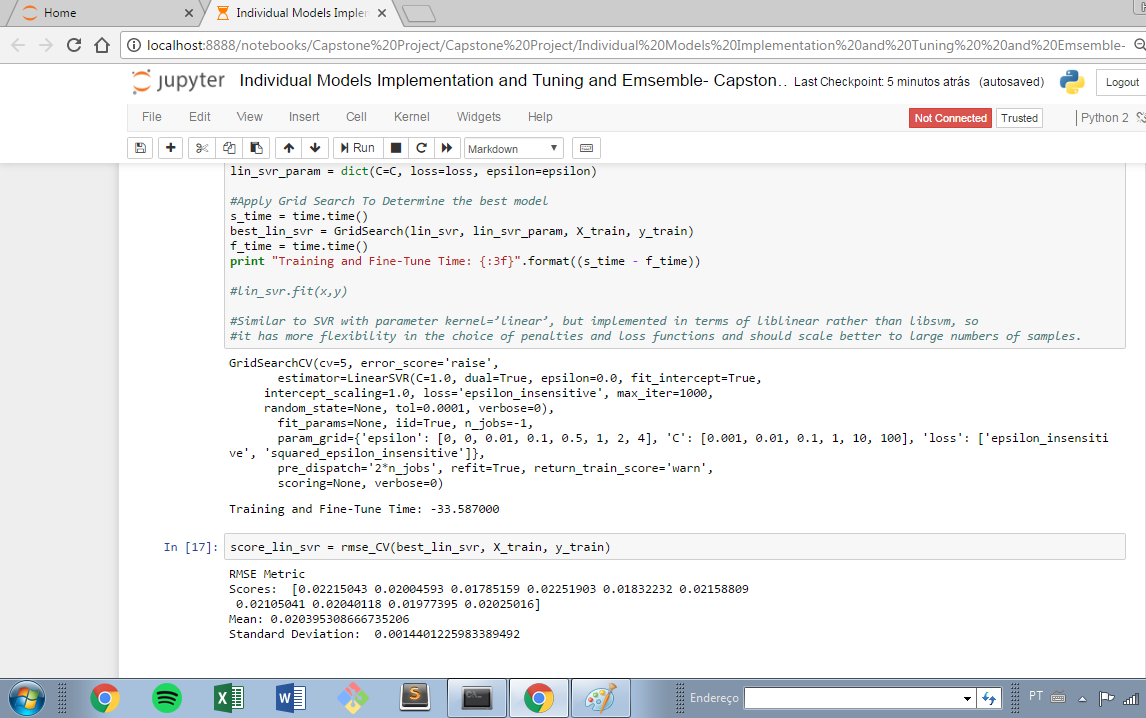 Home
Individual Models Implem
localhost:8888/notebooks/Capstone%20Project/Capstone%20Project/Individual%20Models%20Implementation%20and%20Tuning%20%20and%20Emsemble-
jupyter Individual Models Implementation and Tuning and Emsemble- Capston.. Last Checkpoint: 5 minutos atrás (autosaved)
Logout
File Edit View Insert Cell Kernel Widgets Help
Not Connected Trusted Python 2
Run Markdown
lin_svr_param = dict(C=C, loss=loss, epsilon=epsilon)
#Apply Grid Search To Determine the best model
s_time = time.time()
best_lin_svr = GridSearch(lin_svr, lin_svr_param, X_train, y_train)
f_time = time.time()
print "Training and Fine-Tune Time: {:3f}".format((s_time - f_time))
#lin_svr.fit(x,y)
#Similar to SVR with parameter kernel=’linear’, but implemented in terms of liblinear rather than libsvm, so
#it has more flexibility in the choice of penalties and loss functions and should scale better to large numbers of samples.
GridSearchCV(cv=5, error_score='raise',
estimator=LinearSVR(C=1.0, dual=True, epsilon=0.0, fit_intercept=True,
intercept_scaling=1.0, loss='epsilon_insensitive', max_iter=1000,
random_state=None, tol=0.0001, verbose=0),
fit_params=None, iid=True, n_jobs=-1,
param_grid={'epsilon': [0, 0, 0.01, 0.1, 0.5, 1, 2, 4], 'C': [0.001, 0.01, 0.1, 1, 10, 100], 'loss': ['epsilon_insensiti
ve', 'squared_epsilon_insensitive']},
pre_dispatch='2*n_jobs', refit=True, return_train_score='warn',
scoring=None, verbose=0)
Training and Fine-Tune Time: -33.587000
In [17]: score_lin_svr = rmse_CV(best_lin_svr, X_train, y_train)
RMSE Metric
Scores:  [0.02215043 0.02004593 0.01785159 0.02251903 0.01832232 0.02158809
0.02105041 0.02040118 0.01977395 0.02025016]
Mean: 0.020395308666735206
Standard Deviation:  0.0014401225983389492
Endereço
PT